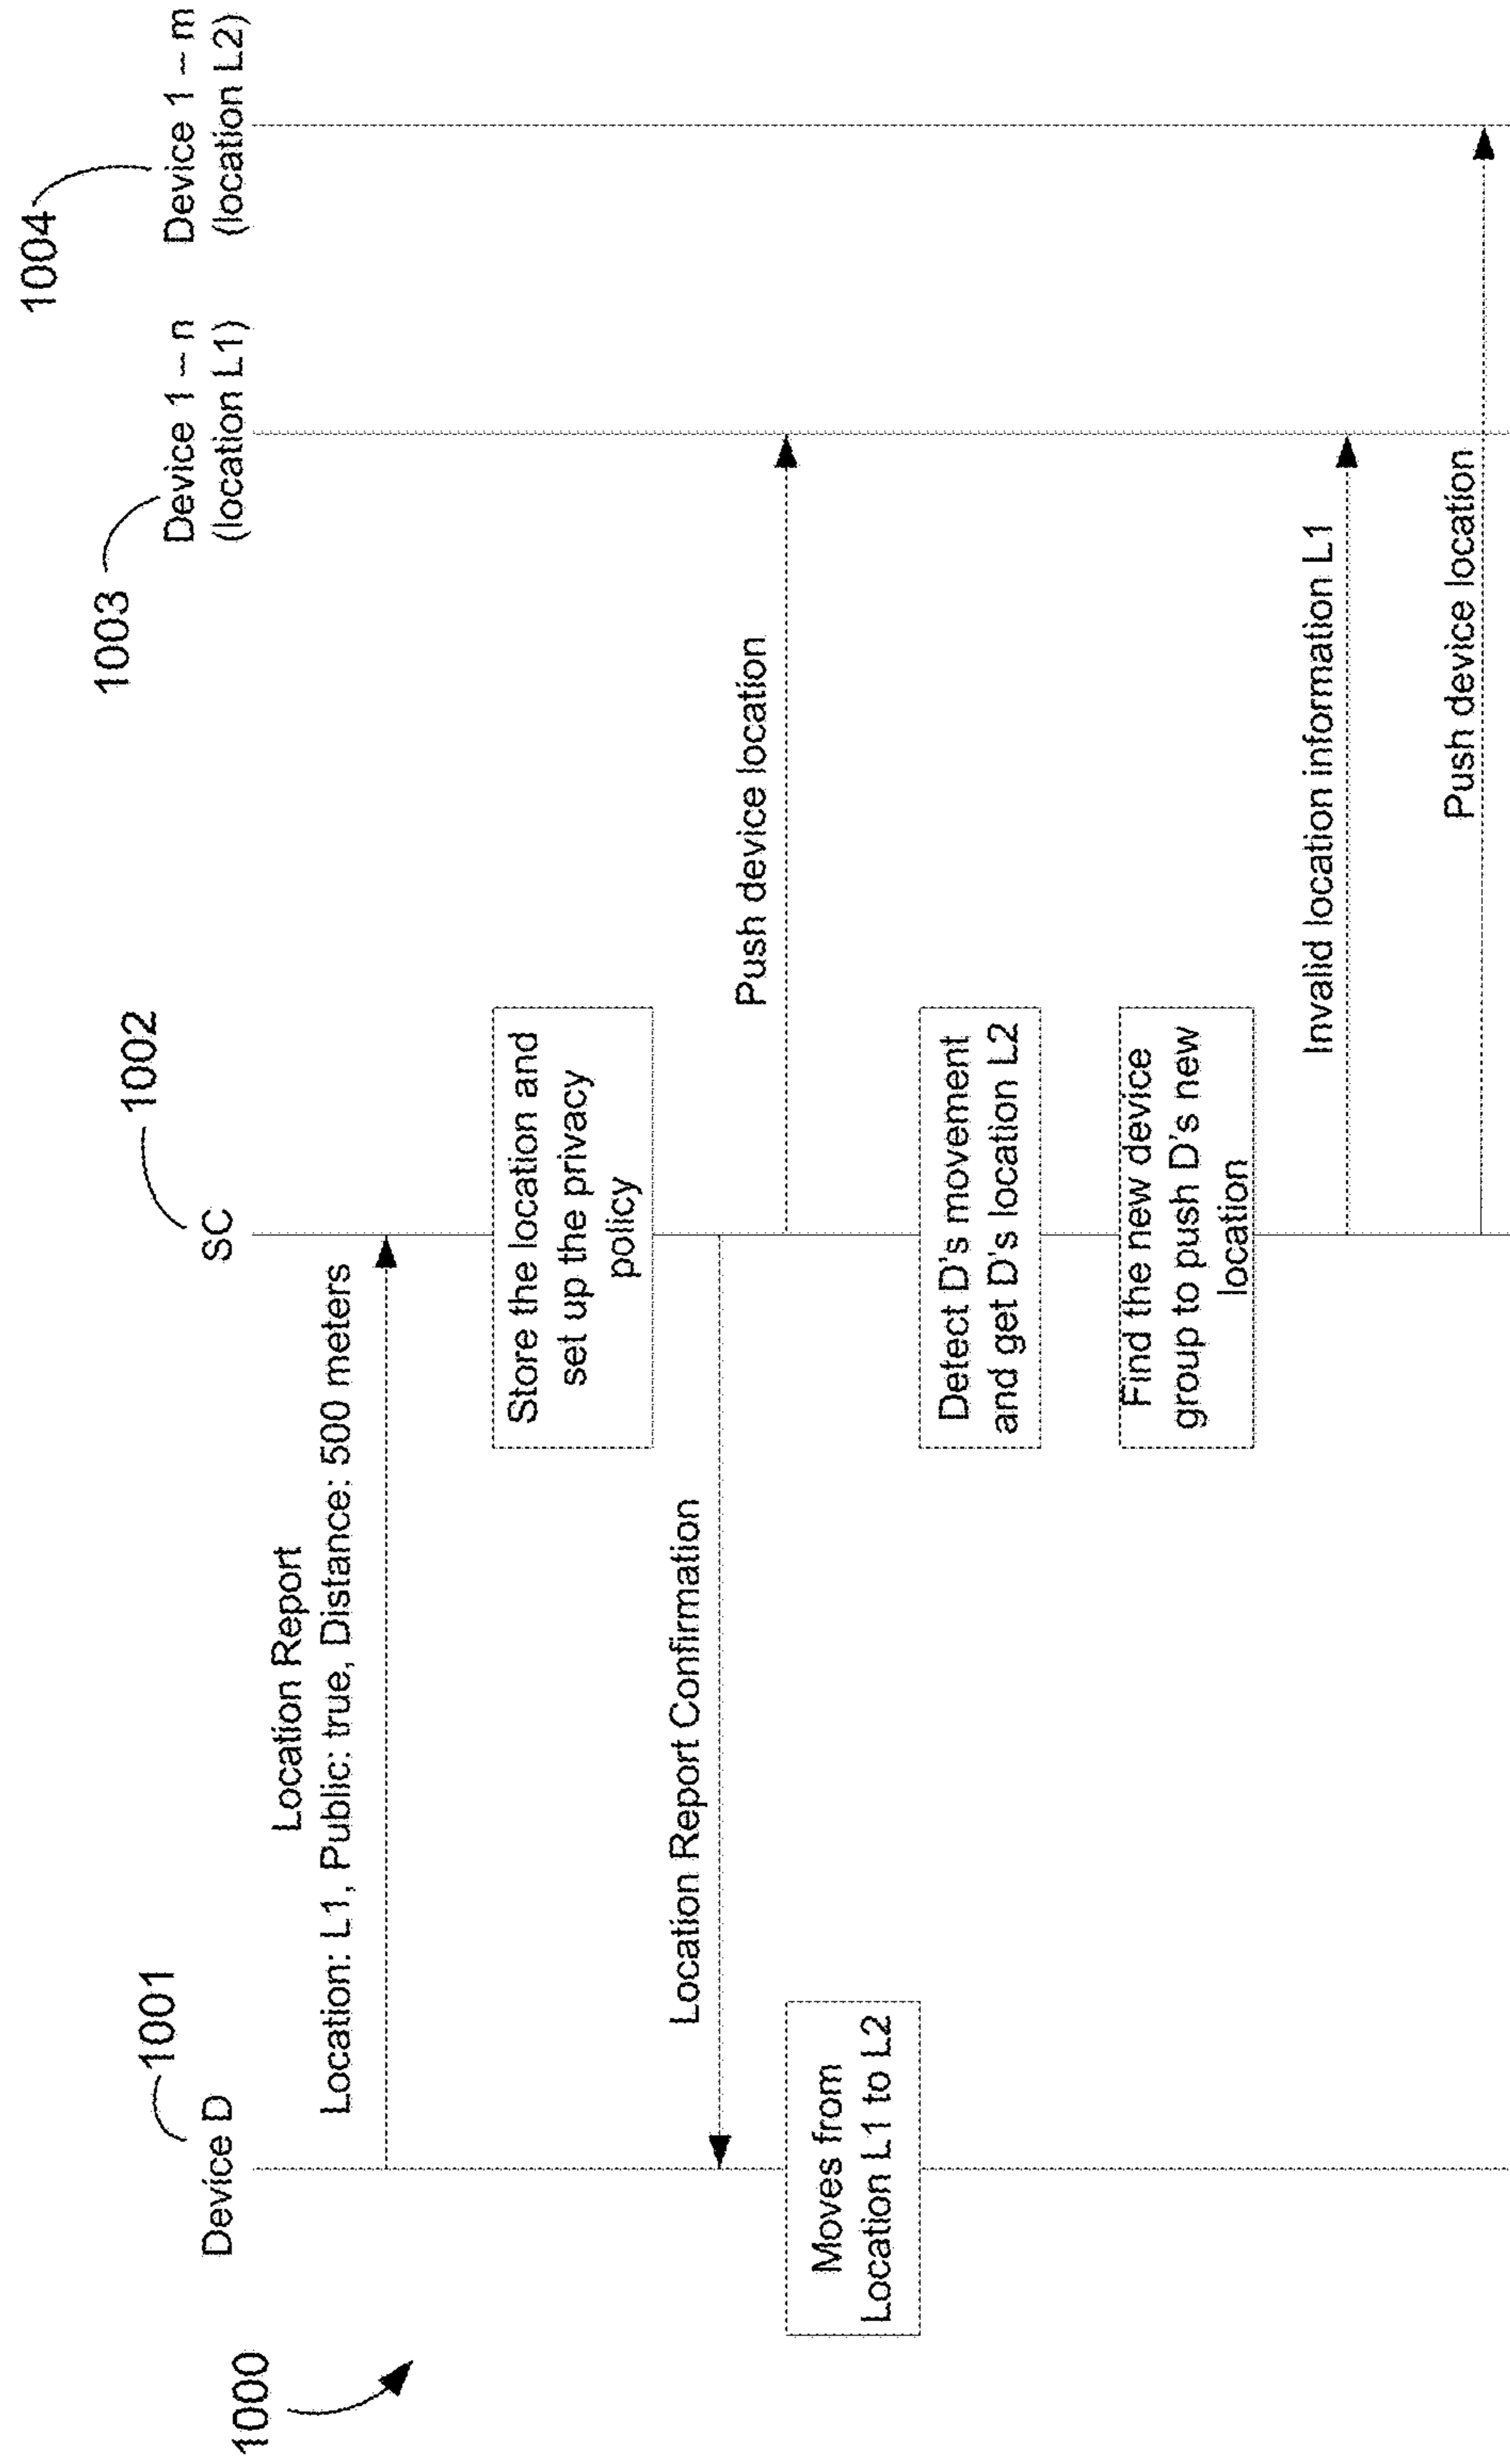 1000
1001
Device D
1002
SC
1003
Device 1 – n
(location L1)
1004
Device 1 – m
(location L2)
Location Report
Location: L1, Public: true, Distance: 500 meters
Store the location and
set up the privacy
policy
Location Report Confirmation
Push device location
Moves from
Location L1 to L2
Detect D's movement
and get D's location L2
Find the new device
group to push D's new
location
Invalid location information L1
Push device location